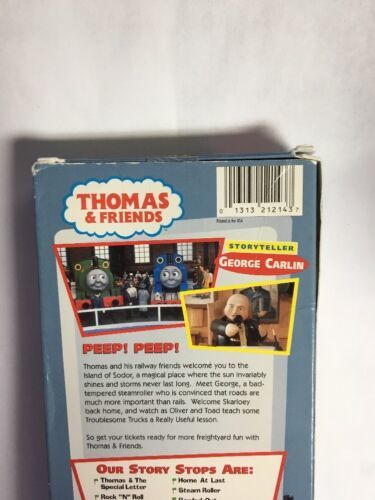 THOMAS
& FRIENDS
0 13132 12143 7
Printed in the USA
STORYTELLER
GEORGE CARLIN
PEEP! PEEP!
Thomas and his railway friends welcome you to the
Island of Sodor, a magical place where the sun invariably
shines and storms never last long. Meet George, a bad-
tempered steamroller who is convinced that roads are
much more important than rails. Welcome Skarloey
back home, and watch as Oliver and Toad teach some
Troublesome Trucks a Really Useful lesson.
So get your tickets ready for more freightyard fun with
Thomas & Friends.
OUR STORY STOPS ARE:
Thomas & The
Special Letter
Rock "N" Roll
Home At Last
Steam Roller
Bowled Out